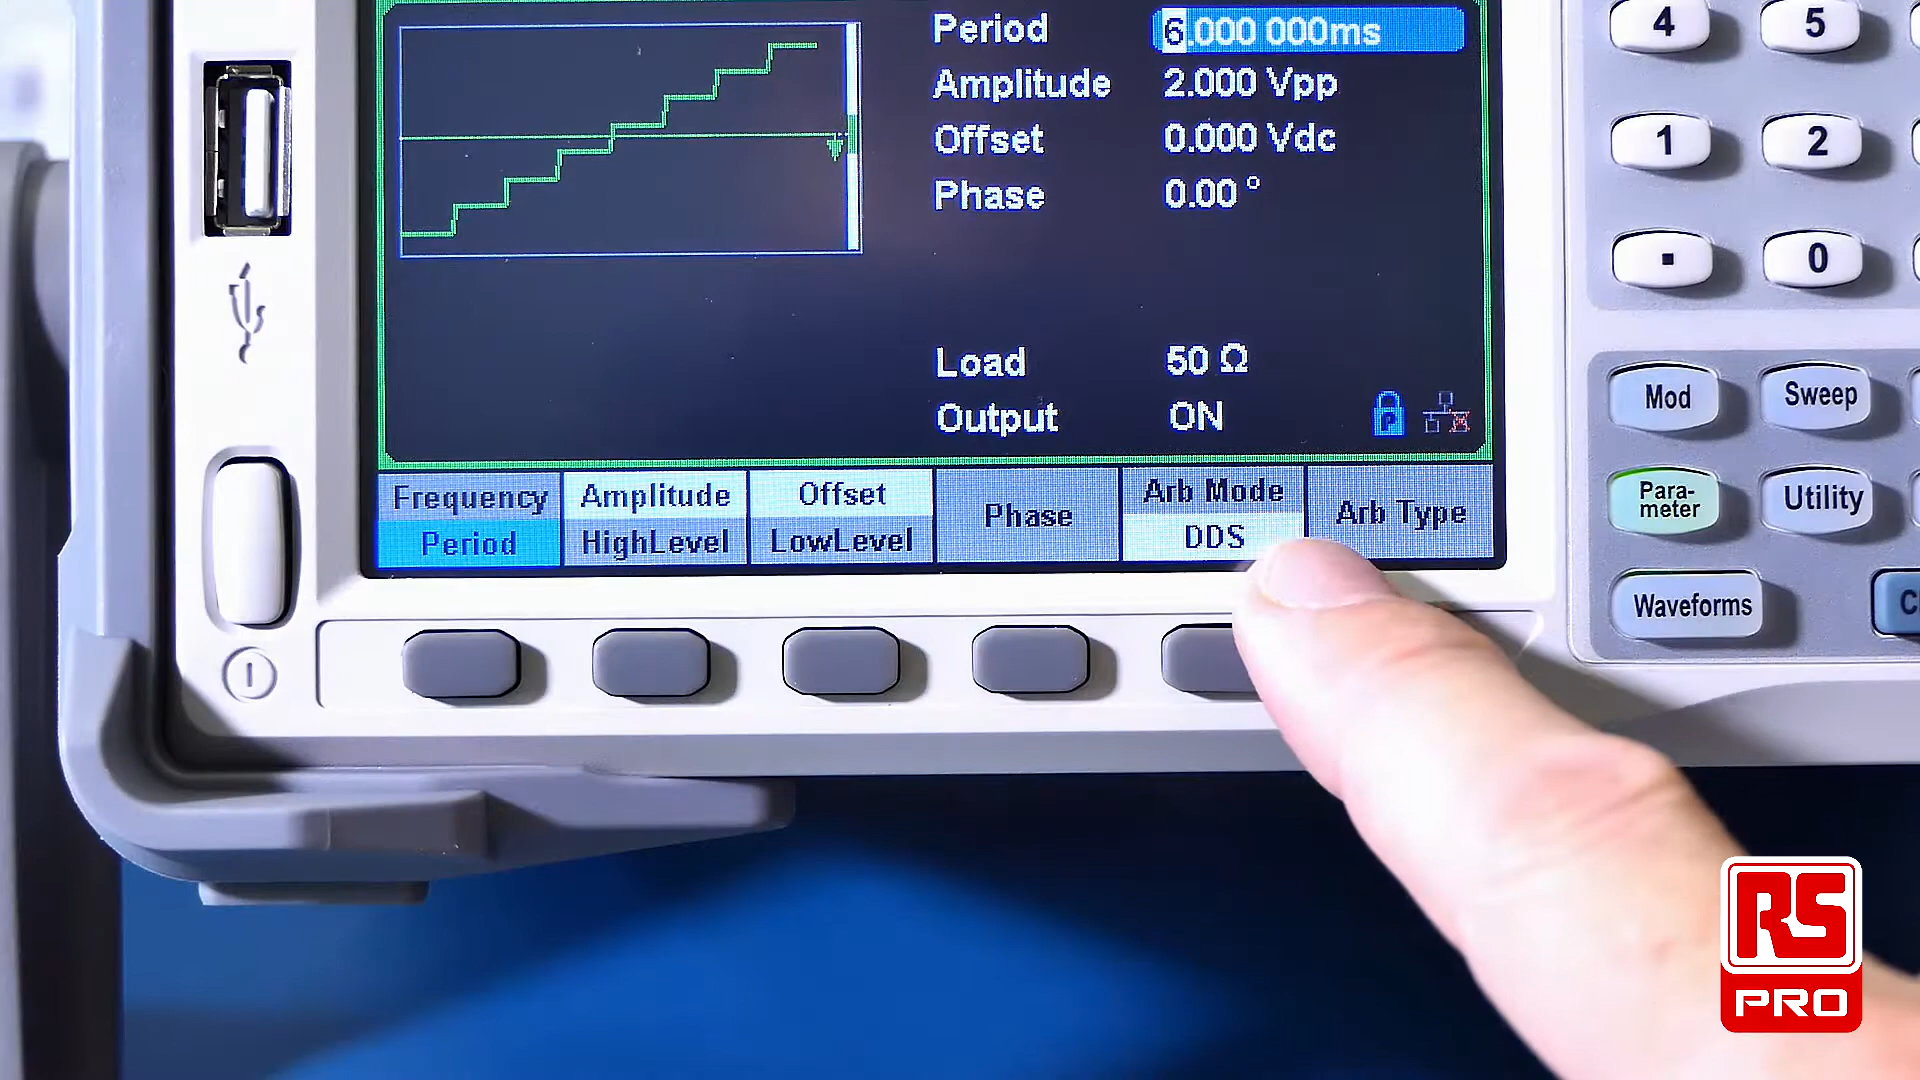 Period 6.000 000ms
Amplitude 2.000 Vpp
Offset 0.000 Vdc
Phase 0.00 °
Load 50 Ω
Output ON
P
Frequency Amplitude Offset Phase Arb Mode Arb Type
Period HighLevel LowLevel DDS
4 5
1 2
. 0
Mod Sweep
Para-
meter Utility
Waveforms
RS
PRO